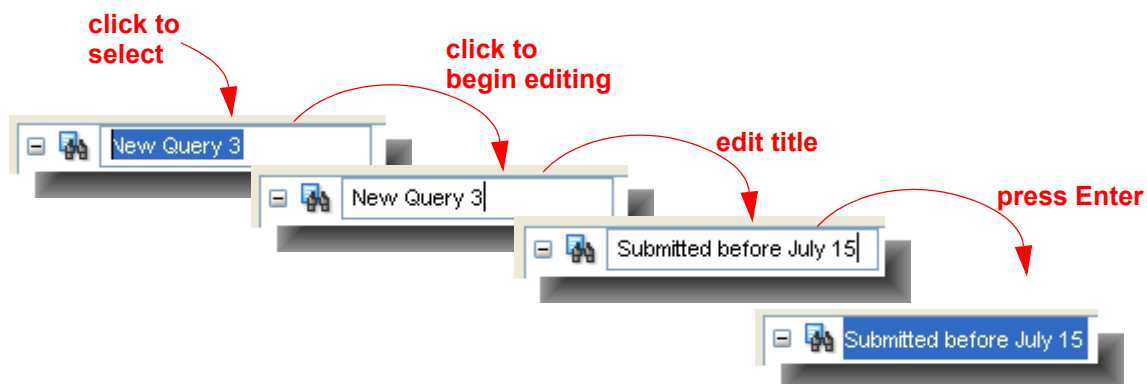 click to
select
click to
begin editing
edit title
press Enter
New Query 3
New Query 3
Submitted before July 15
Submitted before July 15